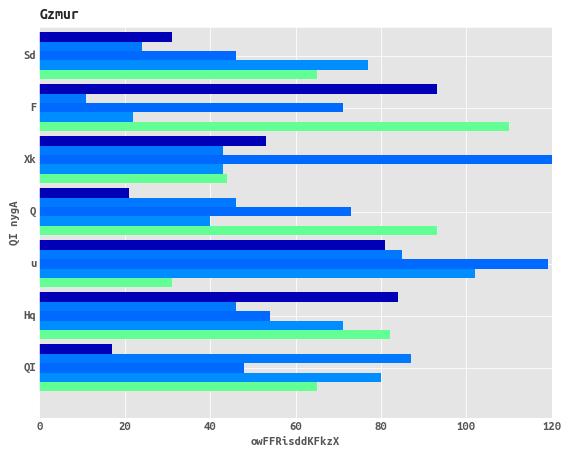 Gzmur
Sd
F
Xk
Q
u
Hq
QI
QI nygA
0 20 40 60 80 100 120
owFFRisddKFkzX